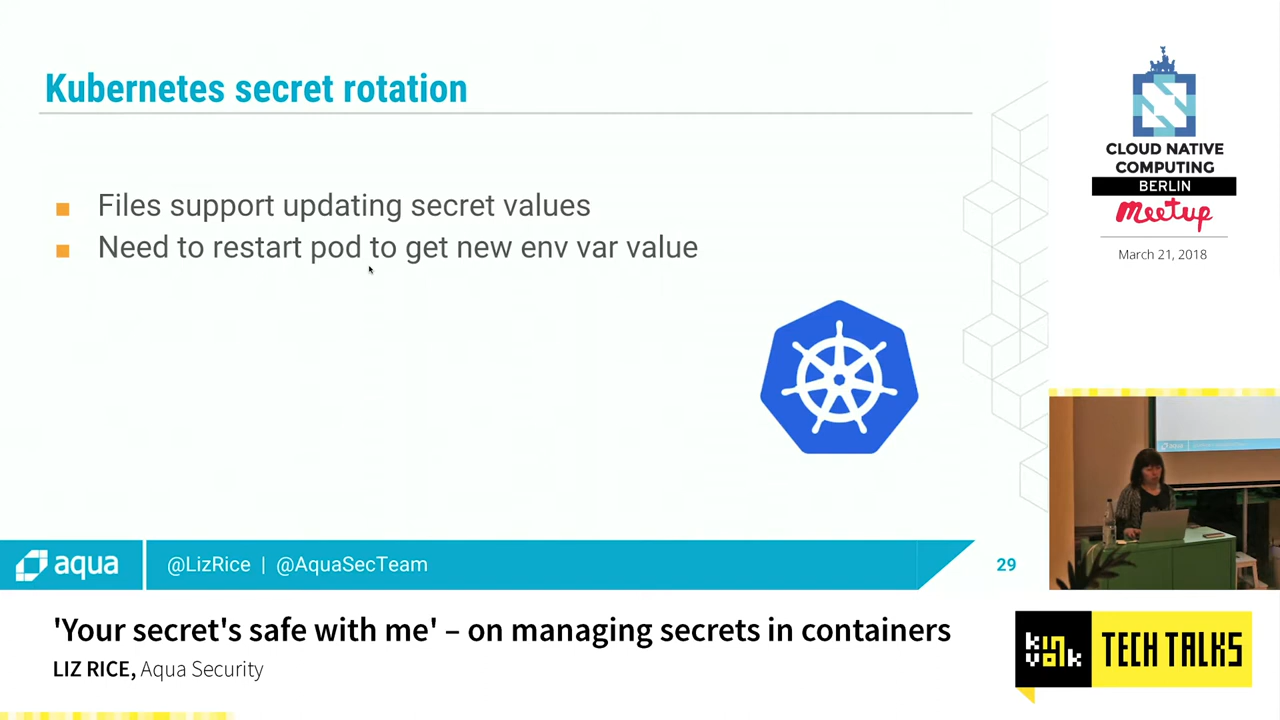 Kubernetes secret rotation
Files support updating secret values
Need to restart pod to get new env var value
aqua
@LizRice | @AquaSecTeam
29
CLOUD NATIVE
COMPUTING
BERLIN
Meetup
March 21, 2018
'Your secret's safe with me' – on managing secrets in containers
LIZ RICE, Aqua Security
kinvolk
TECH TALKS